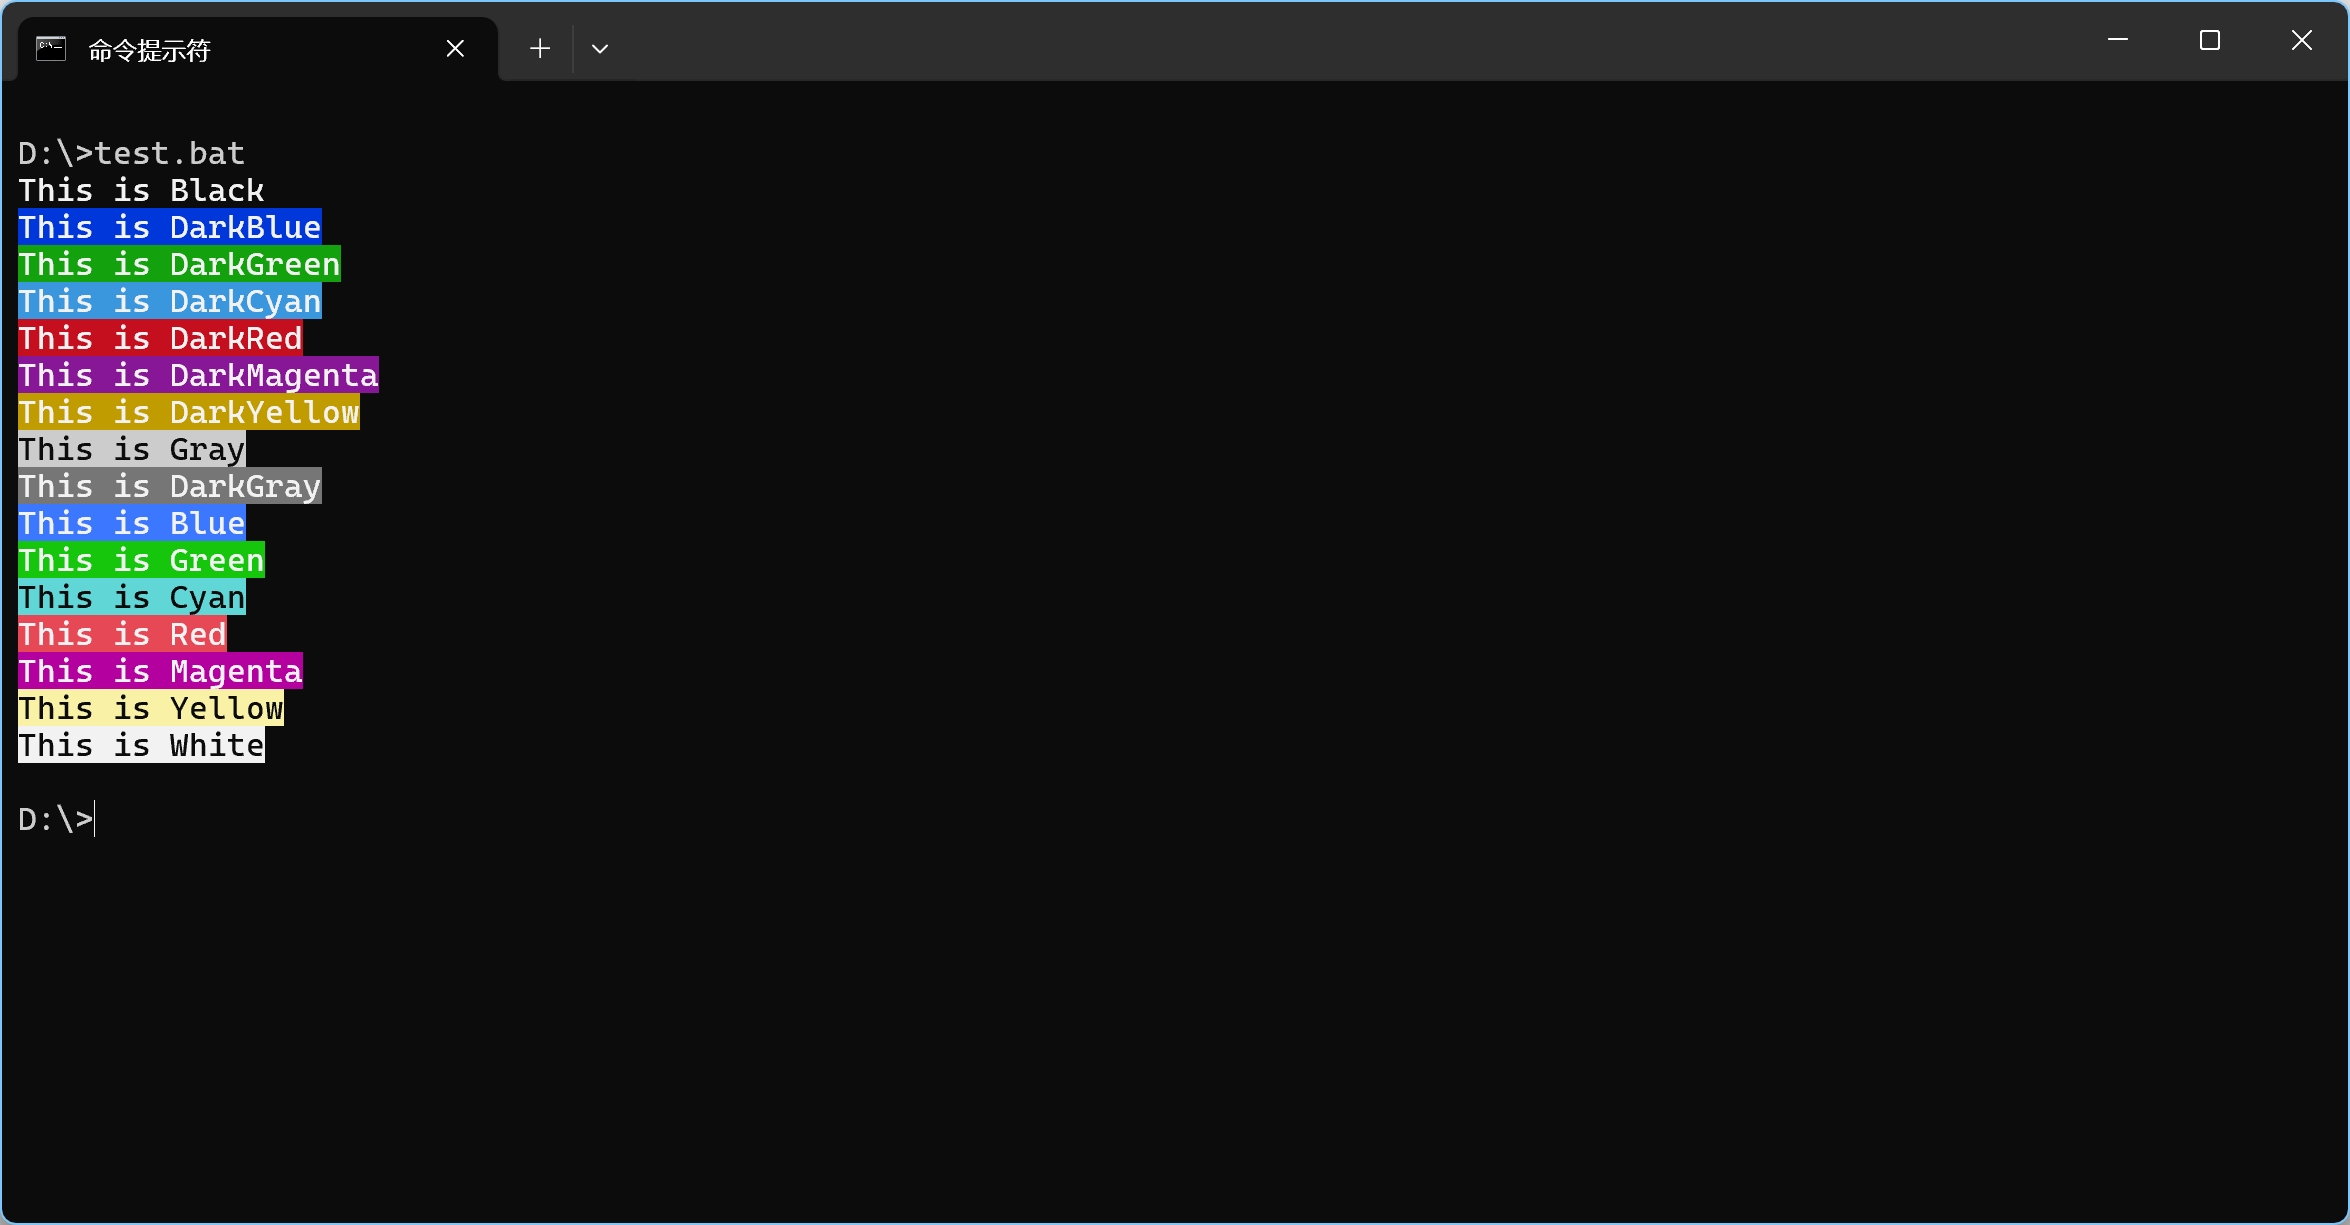 命令提示符
D:\>test.bat
This is Black
This is DarkBlue
This is DarkGreen
This is DarkCyan
This is DarkRed
This is DarkMagenta
This is DarkYellow
This is Gray
This is DarkGray
This is Blue
This is Green
This is Cyan
This is Red
This is Magenta
This is Yellow
This is White
D:\>